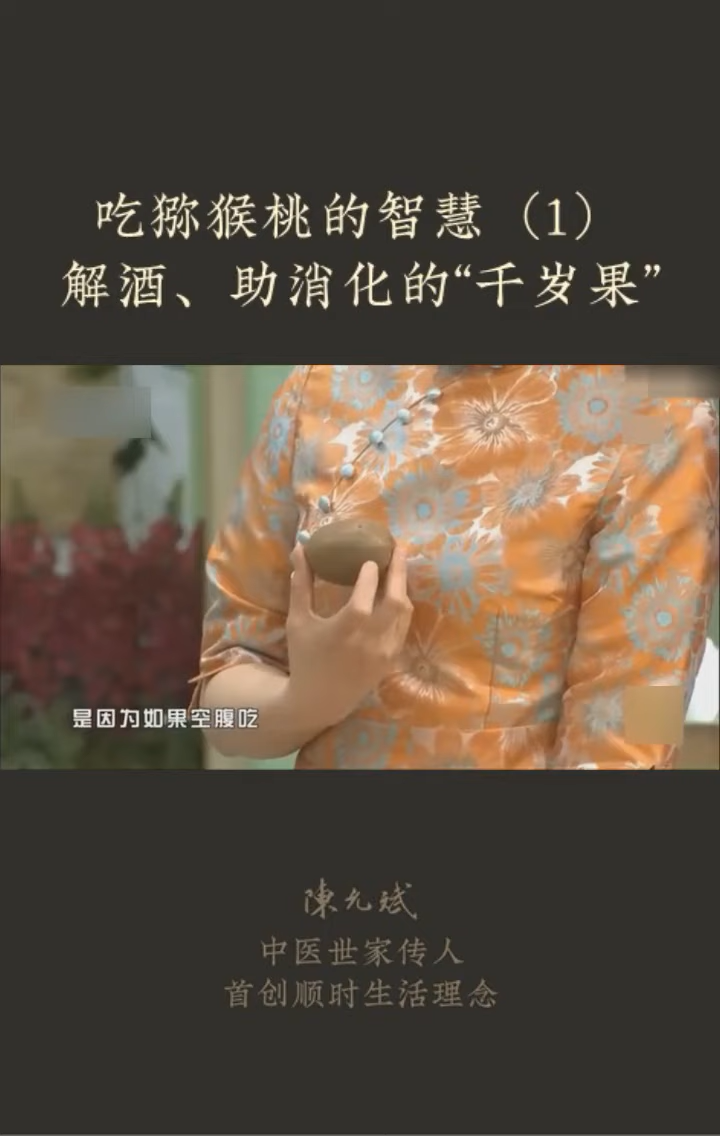 吃猕猴桃的智慧（1）
解酒、助消化的“千岁果”
是因为如果空腹吃
陳允斌
中医世家传人
首创顺时生活理念